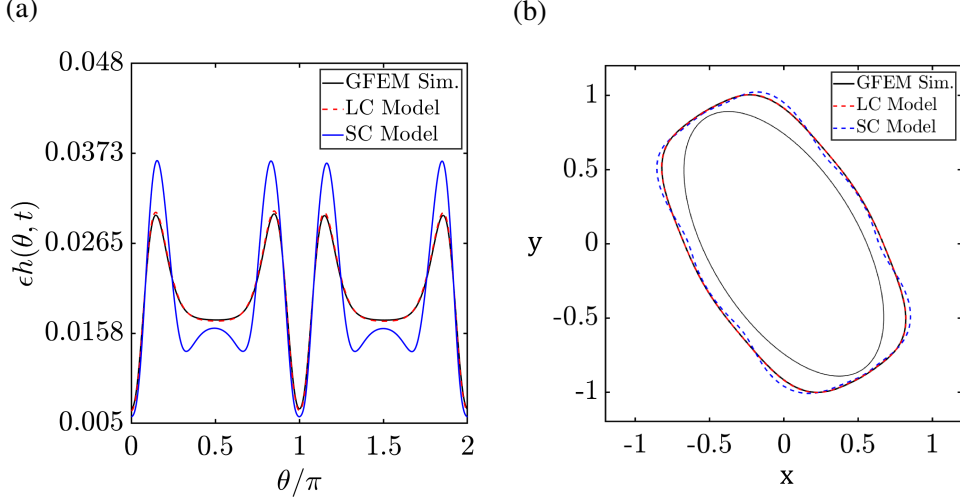 (a)
(b)
0.048
0.0373
0.0265
0.0158
0.005
0 0.5 1 1.5 2
ϵh(θ, t)
θ/π
GFEM Sim.
LC Model
SC Model
1
0.5
0
-0.5
-1
-1 -0.5 0 0.5 1
y
x
GFEM Sim.
LC Model
SC Model